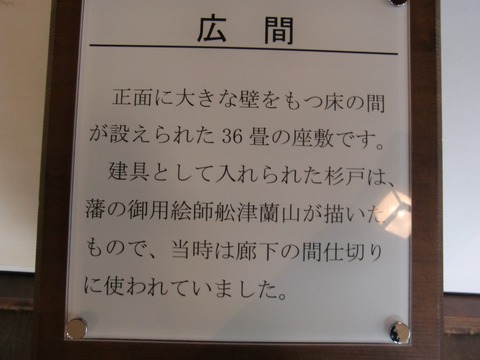 広 間
正面に大きな壁をもつ床の間
が設えられた 36 畳の座敷です。
建具として入れられた杉戸は、
藩の御用絵師舩津蘭山が描いた
もので、当時は廊下の間仕切り
に使われていました。